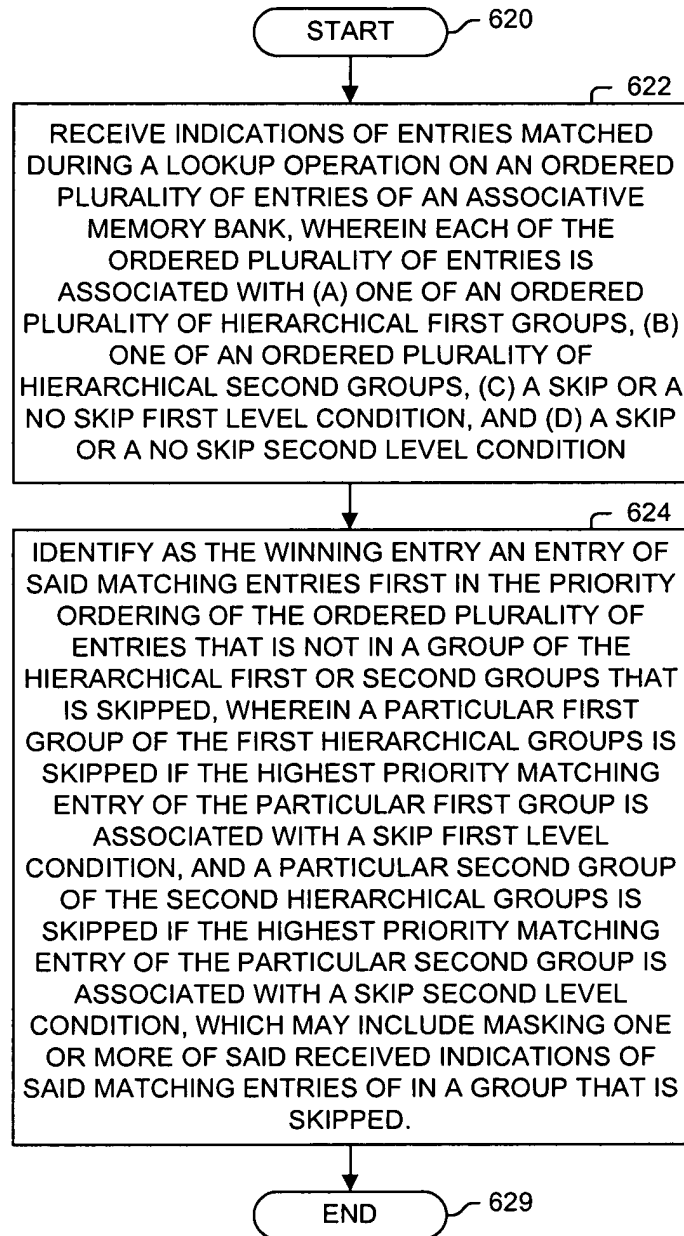 START
620
622
RECEIVE INDICATIONS OF ENTRIES MATCHED
DURING A LOOKUP OPERATION ON AN ORDERED
PLURALITY OF ENTRIES OF AN ASSOCIATIVE
MEMORY BANK, WHEREIN EACH OF THE
ORDERED PLURALITY OF ENTRIES IS
ASSOCIATED WITH (A) ONE OF AN ORDERED
PLURALITY OF HIERARCHICAL FIRST GROUPS, (B)
ONE OF AN ORDERED PLURALITY OF
HIERARCHICAL SECOND GROUPS, (C) A SKIP OR A
NO SKIP FIRST LEVEL CONDITION, AND (D) A SKIP
OR A NO SKIP SECOND LEVEL CONDITION
624
IDENTIFY AS THE WINNING ENTRY AN ENTRY OF
SAID MATCHING ENTRIES FIRST IN THE PRIORITY
ORDERING OF THE ORDERED PLURALITY OF
ENTRIES THAT IS NOT IN A GROUP OF THE
HIERARCHICAL FIRST OR SECOND GROUPS THAT
IS SKIPPED, WHEREIN A PARTICULAR FIRST
GROUP OF THE FIRST HIERARCHICAL GROUPS IS
SKIPPED IF THE HIGHEST PRIORITY MATCHING
ENTRY OF THE PARTICULAR FIRST GROUP IS
ASSOCIATED WITH A SKIP FIRST LEVEL
CONDITION, AND A PARTICULAR SECOND GROUP
OF THE SECOND HIERARCHICAL GROUPS IS
SKIPPED IF THE HIGHEST PRIORITY MATCHING
ENTRY OF THE PARTICULAR SECOND GROUP IS
ASSOCIATED WITH A SKIP SECOND LEVEL
CONDITION, WHICH MAY INCLUDE MASKING ONE
OR MORE OF SAID RECEIVED INDICATIONS OF
SAID MATCHING ENTRIES OF IN A GROUP THAT IS
SKIPPED.
END
629